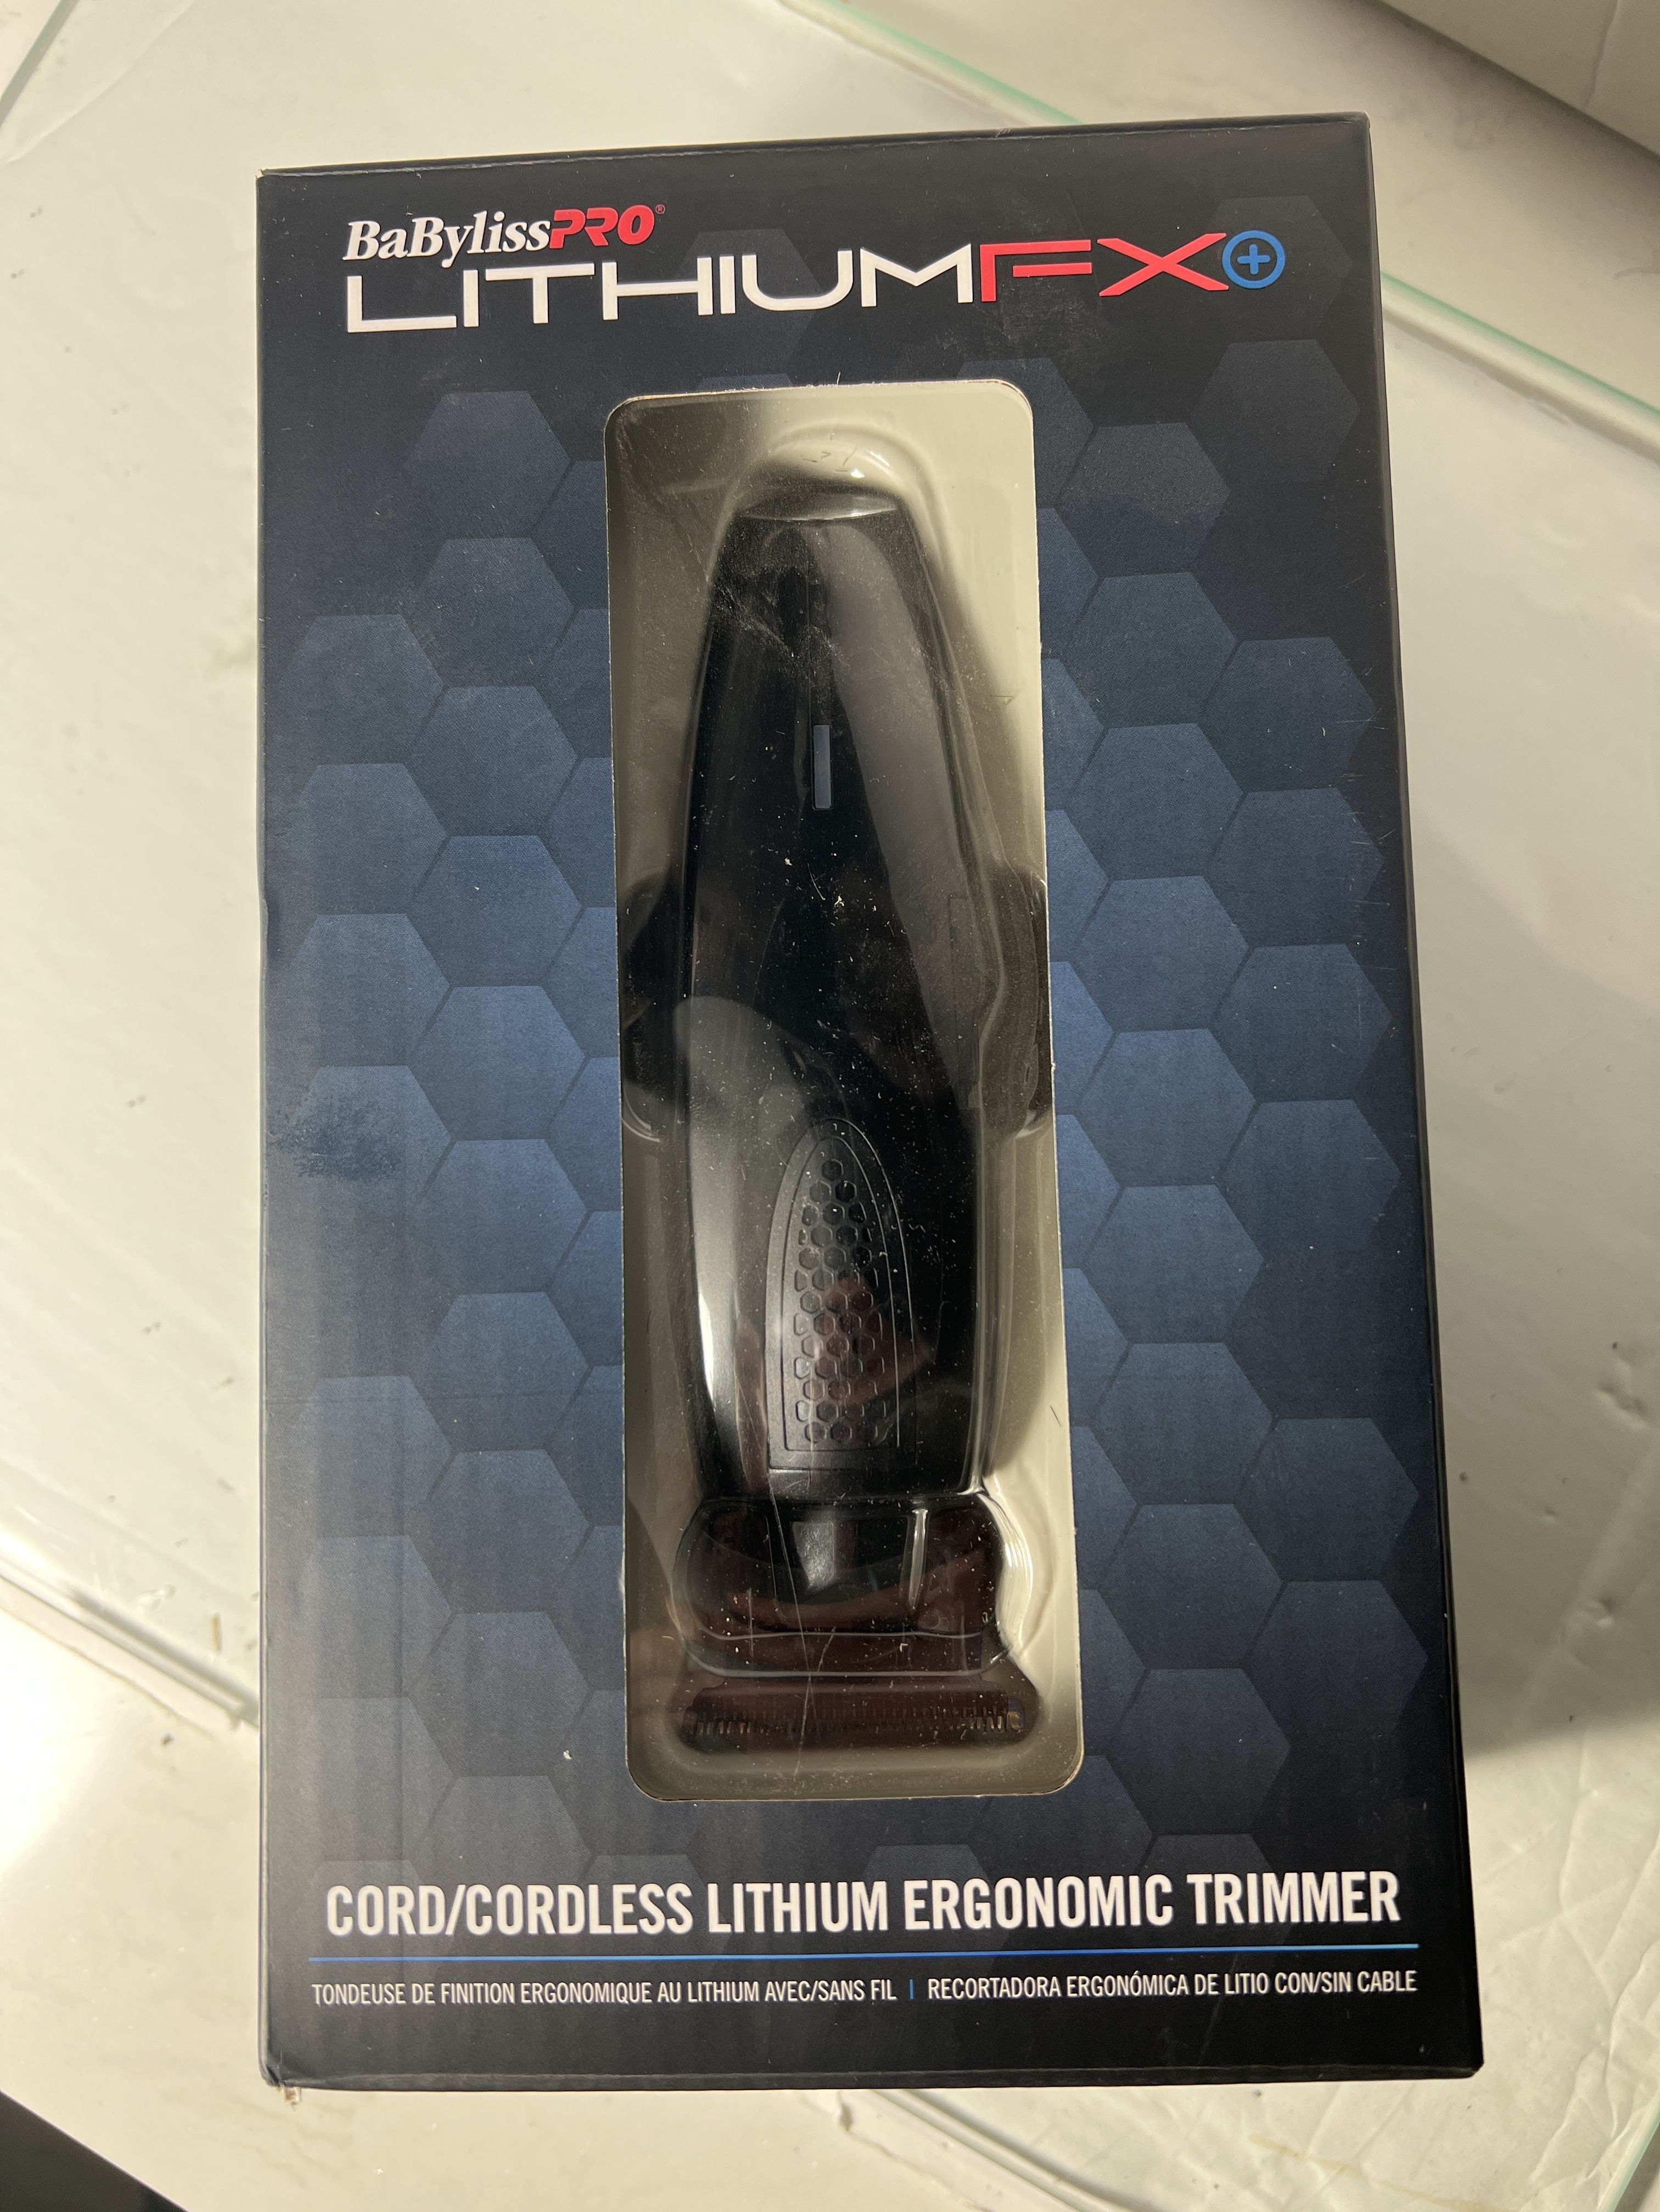 BaBylissPRO®
LITHIUMFX+
CORD/CORDLESS LITHIUM ERGONOMIC TRIMMER
TONDEUSE DE FINITION ERGONOMIQUE AU LITHIUM AVEC/SANS FIL | RECORTADORA ERGONÓMICA DE LITIO CON/SIN CABLE